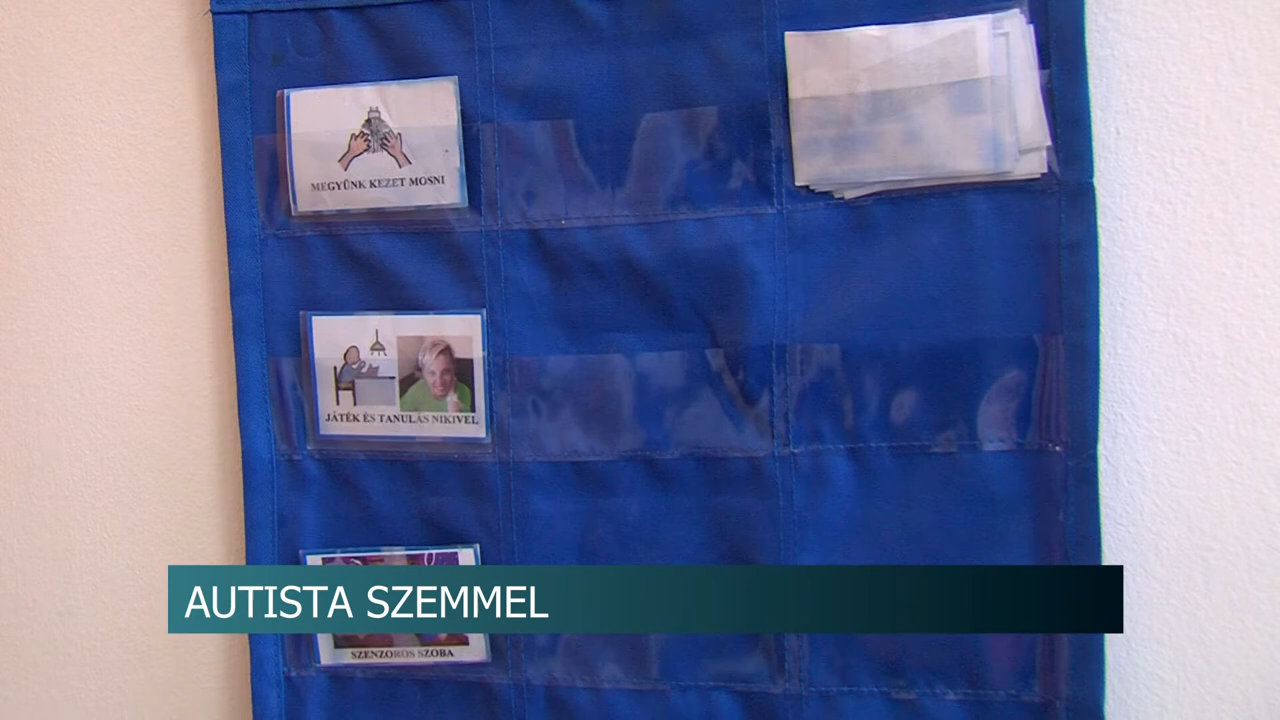 MEGYÜNK KEZET MOSNI
JÁTÉK ÉS TANULÁS NIKIVEL
AUTISTA SZEMMEL
SZENZOROS SZOBA